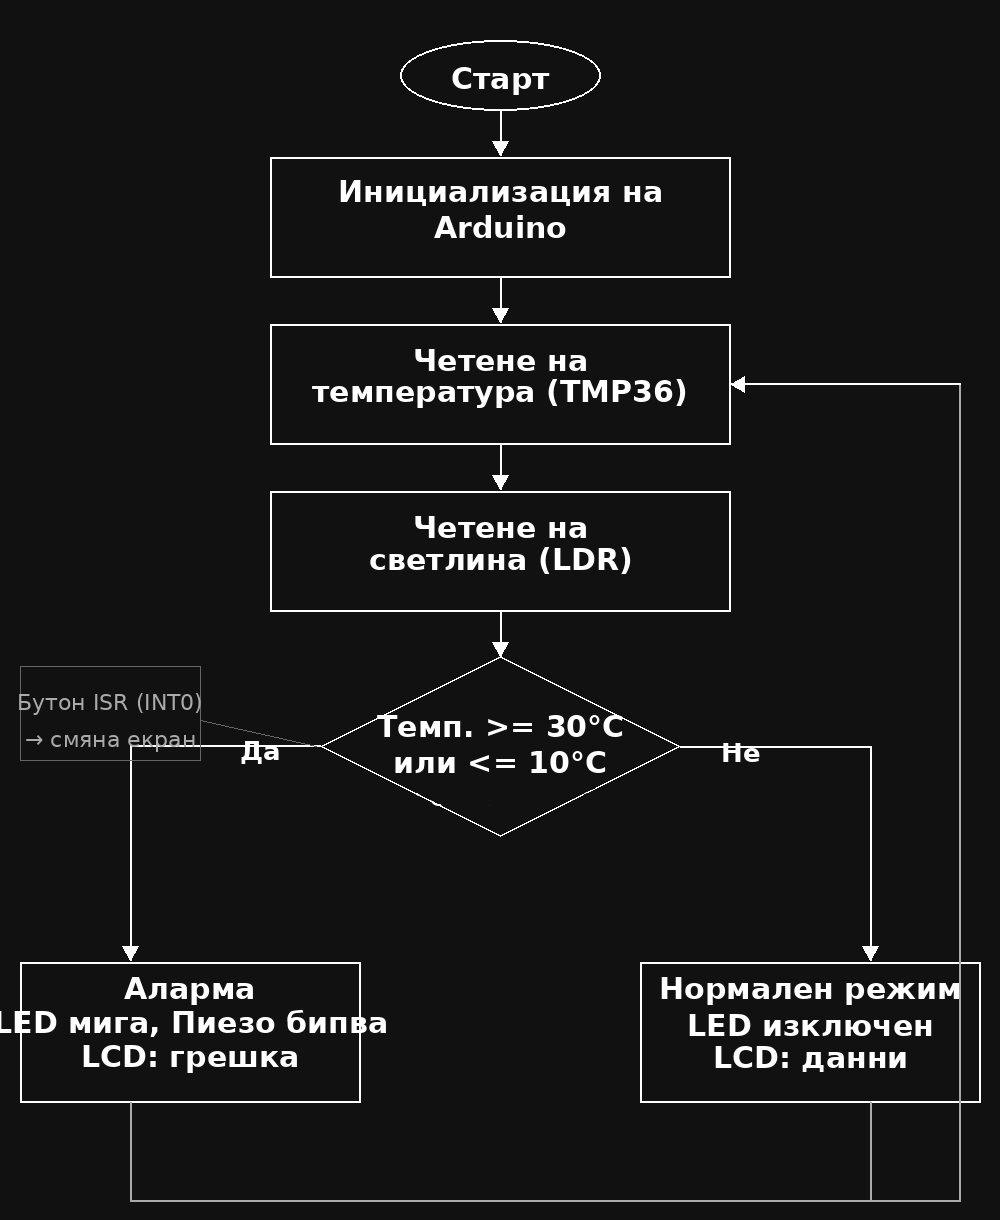 Старт
Инициализация на
Arduino
Четене на
температура (TMP36)
Четене на
светлина (LDR)
Бутон ISR (INT0)
→ смяна екран
Темп. >= 30°C
или <= 10°C
Да
Не
Аларма
LED мига, Пиезо бипва
LCD: грешка
Нормален режим
LED изключен
LCD: данни